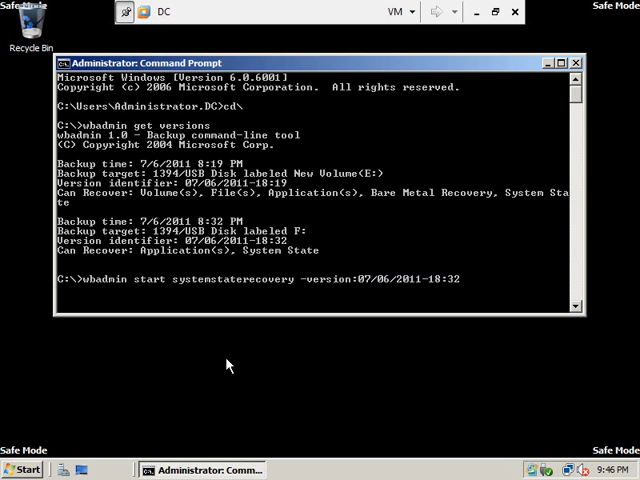 Safe Mode
DC
VM
Safe Mode
Recycle Bin
Administrator: Command Prompt
Microsoft Windows [Version 6.0.6001]
Copyright (c) 2006 Microsoft Corporation.  All rights reserved.
C:\Users\Administrator.DC>cd\
C:\>wbadmin get versions
wbadmin 1.0 - Backup command-line tool
(C) Copyright 2004 Microsoft Corp.
Backup time: 7/6/2011 8:19 PM
Backup target: 1394/USB Disk labeled New Volume(E:)
Version identifier: 07/06/2011-18:19
Can Recover: Volume(s), File(s), Application(s), Bare Metal Recovery, System Sta
te
Backup time: 7/6/2011 8:32 PM
Backup target: 1394/USB Disk labeled F:
Version identifier: 07/06/2011-18:32
Can Recover: Application(s), System State
C:\>wbadmin start systemstaterecovery -version:07/06/2011-18:32
Safe Mode
Safe Mode
Start
Administrator: Comm...
9:46 PM